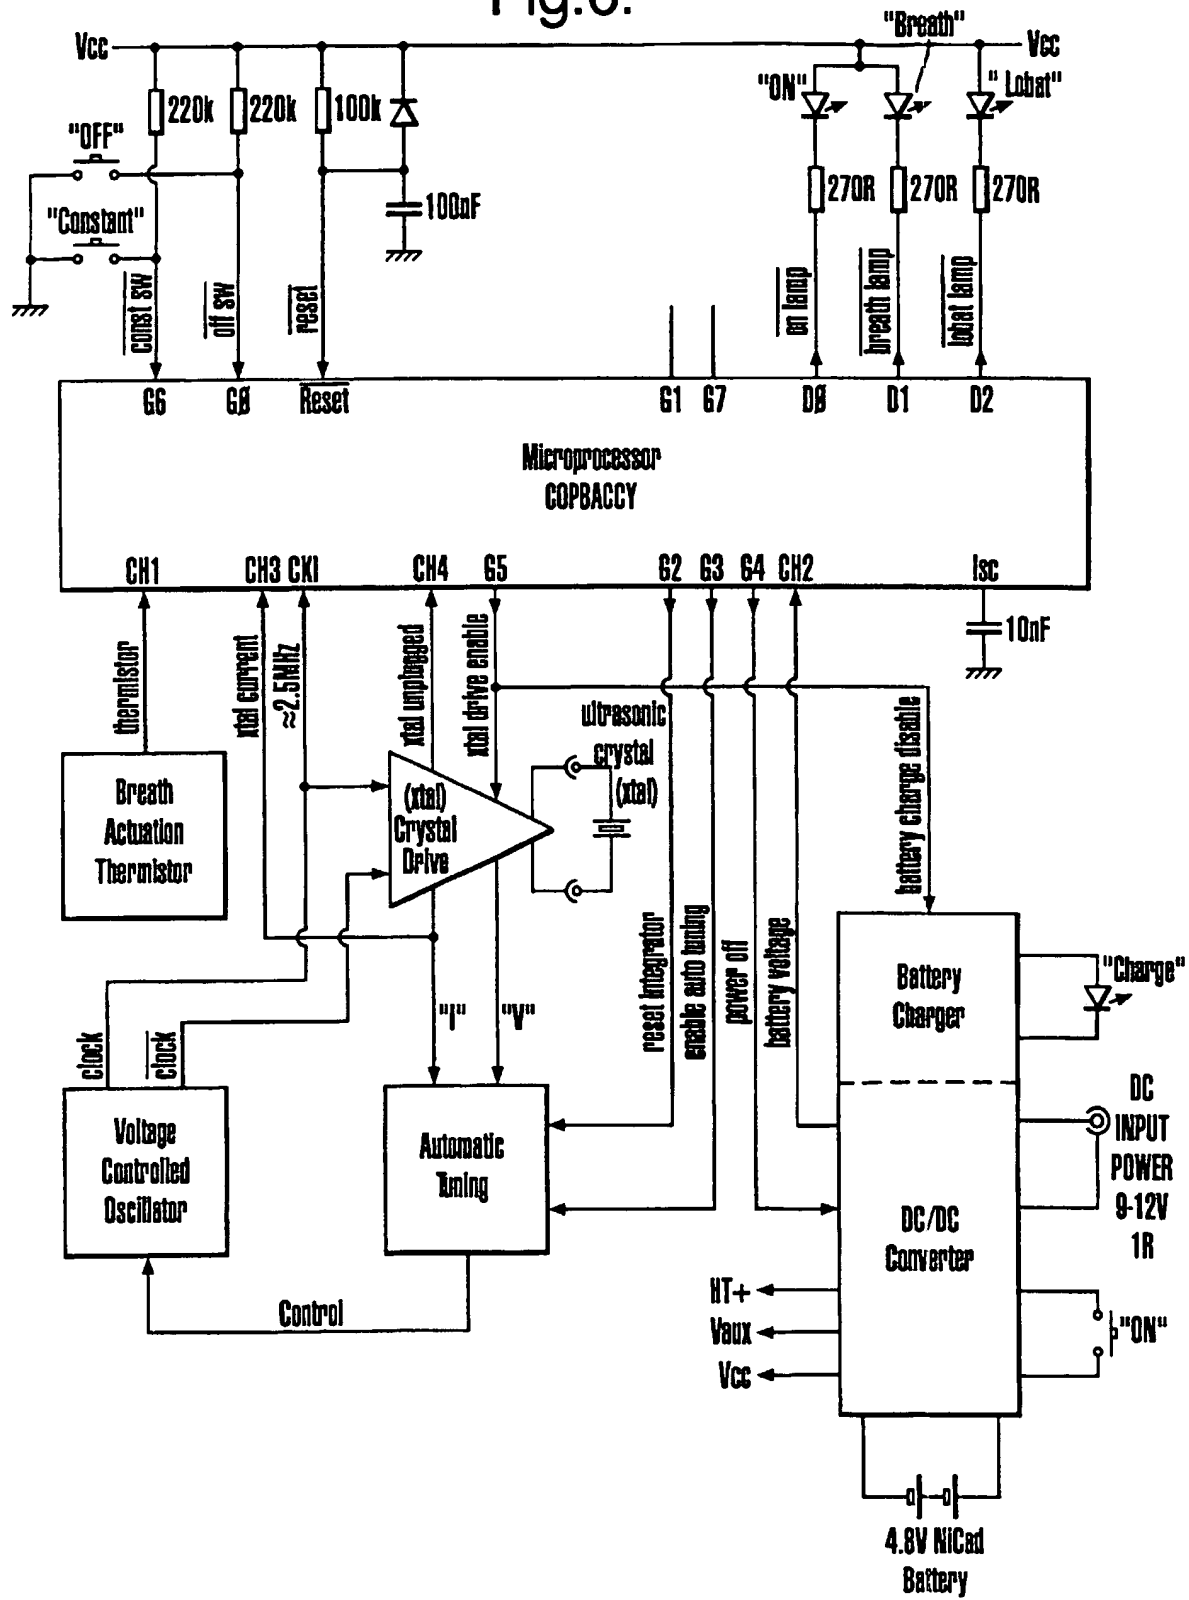 Fig.6.
Vcc
"Breath"
Vcc
"ON"
"Lobat"
220k
220k
100k
"OFF"
"Constant"
100nF
270R
270R
270R
const sw
off sw
reset
on lamp
breath lamp
lobat lamp
G6
GØ
Reset
G1
G7
DØ
D1
D2
Microprocessor
COPBACCY
CH1
CH3
CKI
CH4
G5
G2
G3
G4
CH2
Isc
10nF
thermistor
xtal current
≈2.5MHz
xtal unplugged
xtal drive enable
ultrasonic
crystal
(xtal)
battery charge disable
Breath
Actuation
Thermistor
(xtal)
Crystal
Drive
reset integrator
enable auto tuning
power off
battery voltage
Battery
Charger
"Charge"
"I"
"V"
clock
clock
Voltage
Controlled
Oscillator
Automatic
Tuning
DC
INPUT
POWER
9-12V
1R
DC/DC
Converter
HT+
Vaux
Vcc
"ON"
Control
4.8V NiCad
Battery